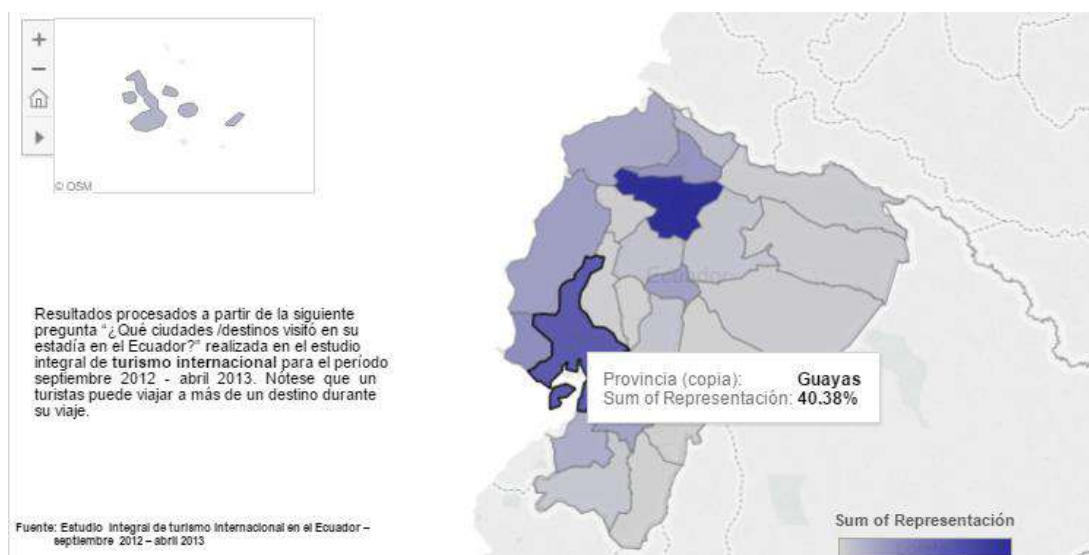 © OSM
Ecuador
Resultados procesados a partir de la siguiente
pregunta “¿Qué ciudades /destinos visitó en su
estadía en el Ecuador?” realizada en el estudio
integral de turismo internacional para el período
septiembre 2012 - abril 2013. Nótese que un
turistas puede viajar a más de un destino durante
su viaje.
Provincia (copia): Guayas
Sum of Representación: 40.38%
Fuente: Estudio integral de turismo internacional en el Ecuador –
septiembre 2012 – abril 2013
Sum of Representación